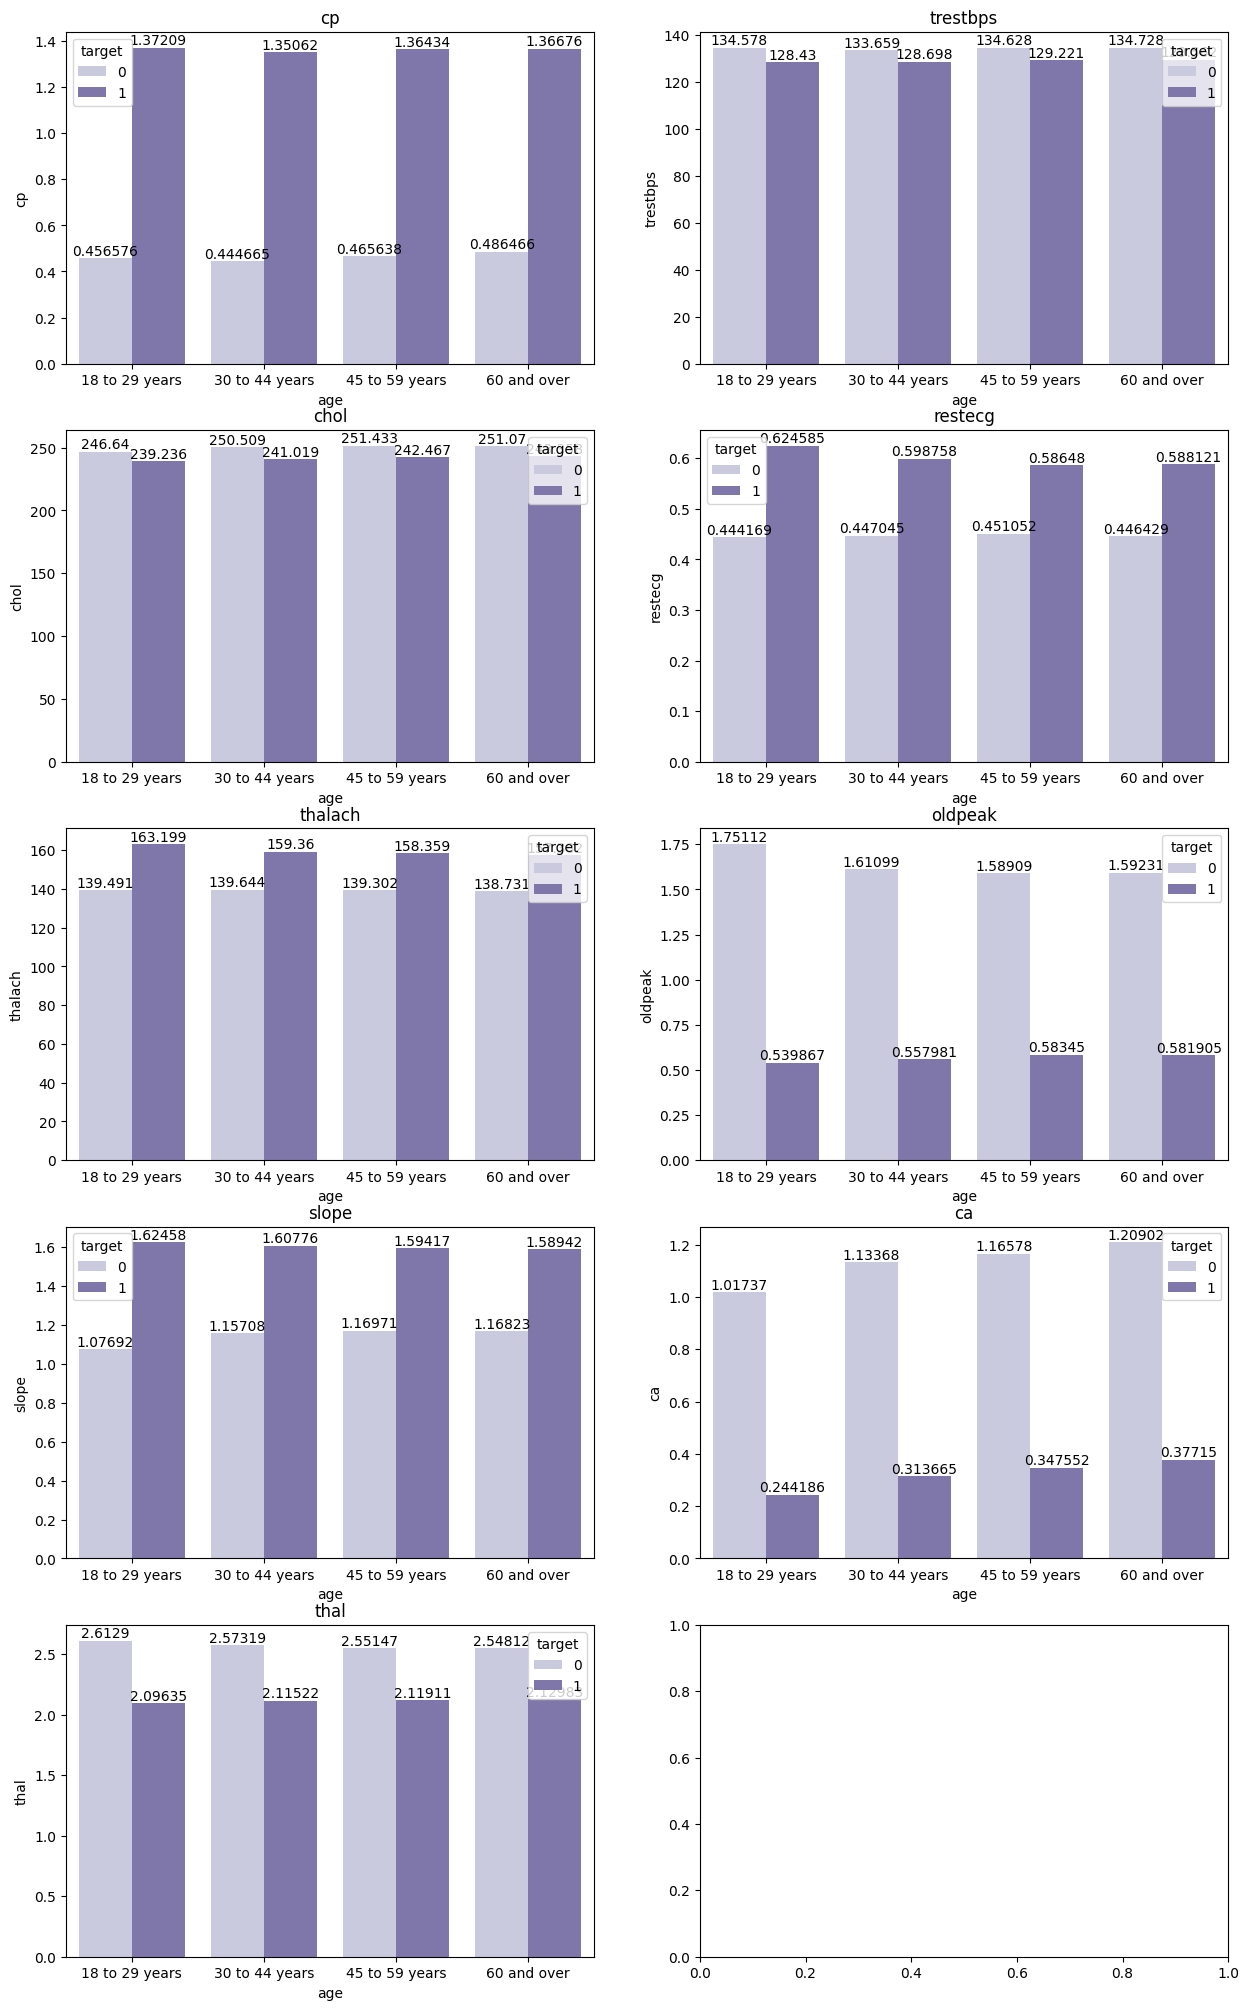 cp
target
0
1
1.37209
1.35062
1.36434
1.36676
0.456576
0.444665
0.465638
0.486466
1.4
1.2
1.0
0.8
0.6
0.4
0.2
0.0
cp
18 to 29 years
30 to 44 years
45 to 59 years
60 and over
age
trestbps
134.578
128.43
133.659
128.698
134.628
129.221
134.728
target
0
1
140
120
100
80
60
40
20
0
trestbps
18 to 29 years
30 to 44 years
45 to 59 years
60 and over
age
chol
246.64
239.236
250.509
241.019
251.433
242.467
251.07
target
0
1
250
200
150
100
50
0
chol
18 to 29 years
30 to 44 years
45 to 59 years
60 and over
age
restecg
target
0
1
0.624585
0.598758
0.58648
0.588121
0.444169
0.447045
0.451052
0.446429
0.6
0.5
0.4
0.3
0.2
0.1
0.0
restecg
18 to 29 years
30 to 44 years
45 to 59 years
60 and over
age
thalach
163.199
159.36
158.359
139.491
139.644
139.302
138.731
target
0
1
160
140
120
100
80
60
40
20
0
thalach
18 to 29 years
30 to 44 years
45 to 59 years
60 and over
age
oldpeak
1.75112
1.61099
1.58909
1.59231
0.539867
0.557981
0.58345
0.581905
target
0
1
1.75
1.50
1.25
1.00
0.75
0.50
0.25
0.00
oldpeak
18 to 29 years
30 to 44 years
45 to 59 years
60 and over
age
slope
target
0
1
1.62458
1.60776
1.59417
1.58942
1.07692
1.15708
1.16971
1.16823
1.6
1.4
1.2
1.0
0.8
0.6
0.4
0.2
0.0
slope
18 to 29 years
30 to 44 years
45 to 59 years
60 and over
age
ca
1.01737
1.13368
1.16578
1.20902
0.244186
0.313665
0.347552
0.37715
target
0
1
1.2
1.0
0.8
0.6
0.4
0.2
0.0
ca
18 to 29 years
30 to 44 years
45 to 59 years
60 and over
age
thal
2.6129
2.57319
2.55147
2.54812
2.09635
2.11522
2.11911
target
0
1
2.5
2.0
1.5
1.0
0.5
0.0
thal
18 to 29 years
30 to 44 years
45 to 59 years
60 and over
age
1.0
0.8
0.6
0.4
0.2
0.0
0.0
0.2
0.4
0.6
0.8
1.0